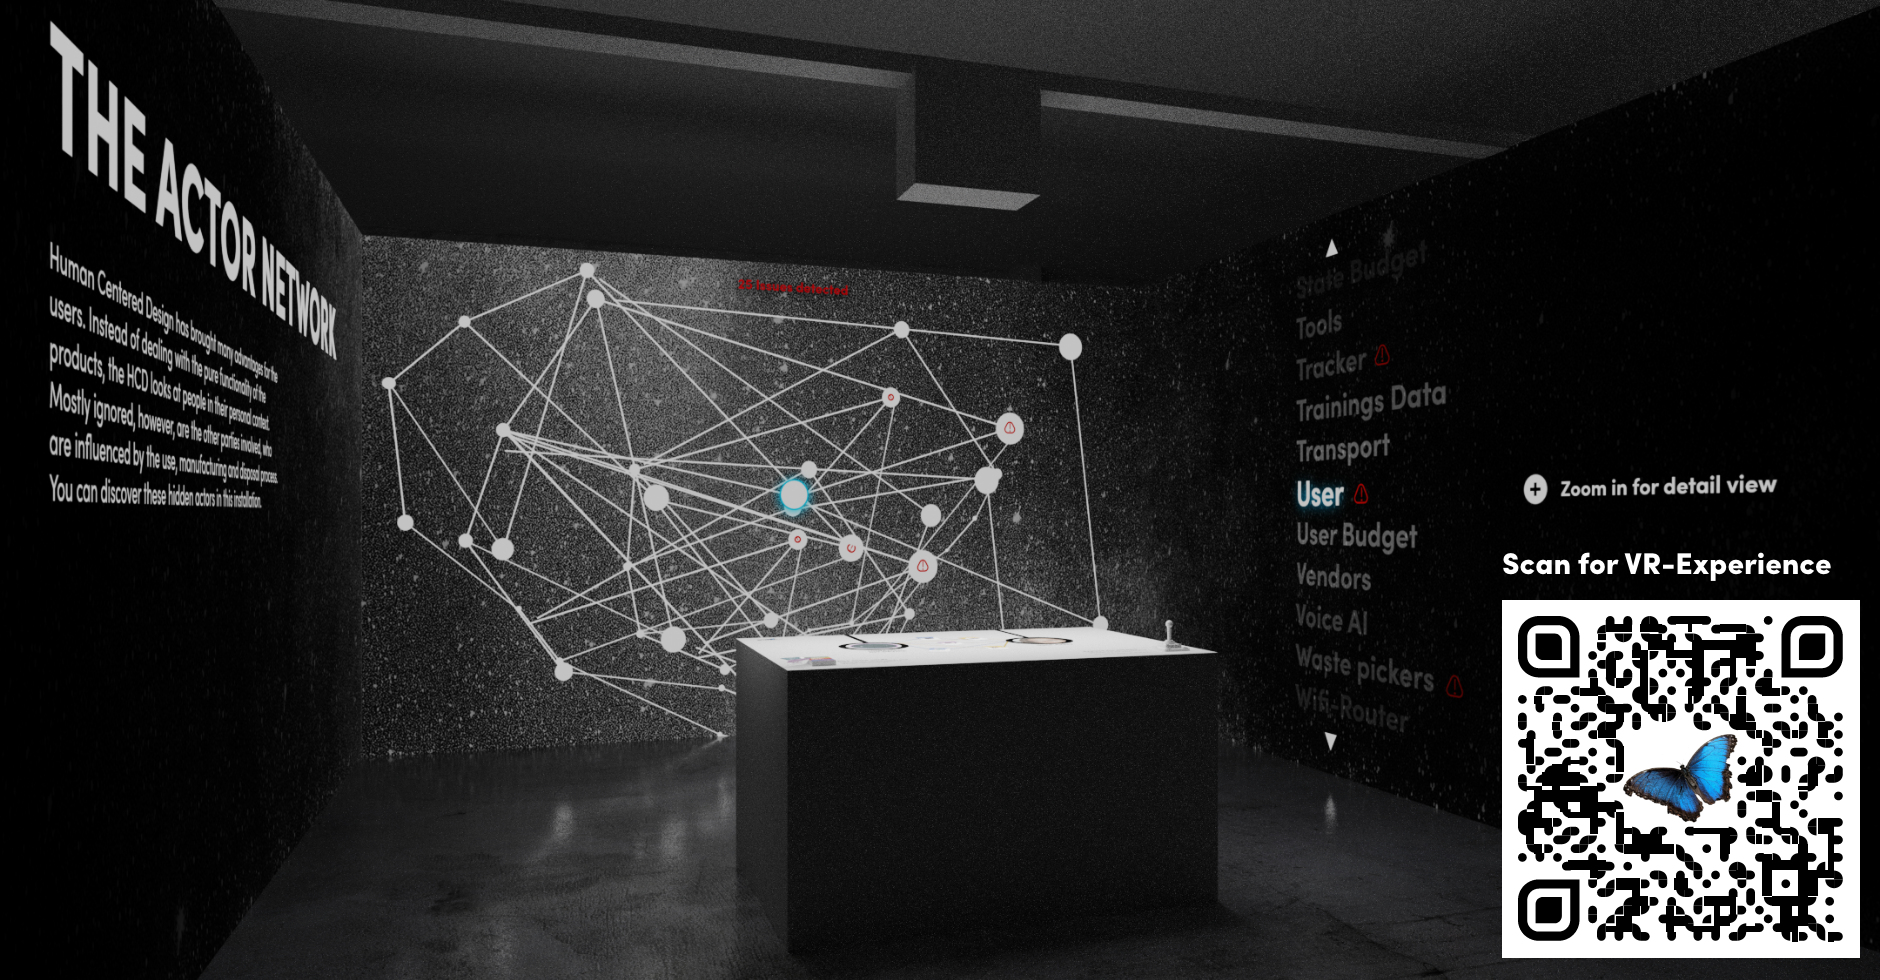 THE ACTOR NETWORK
Human Centered Design has brought many advantages for the
users. Instead of dealing with the pure functionality of the
products, the HCD looks at people in their personal context.
Mostly ignored, however, are the other parties involved, who
are influenced by the use, manufacturing and disposal process.
You can discover these hidden actors in this installation.
issues detected
State Budget
Tools
Tracker
Trainings Data
Transport
User
User Budget
Vendors
Voice AI
Waste pickers
Wifi-Router
Zoom in for detail view
Scan for VR-Experience